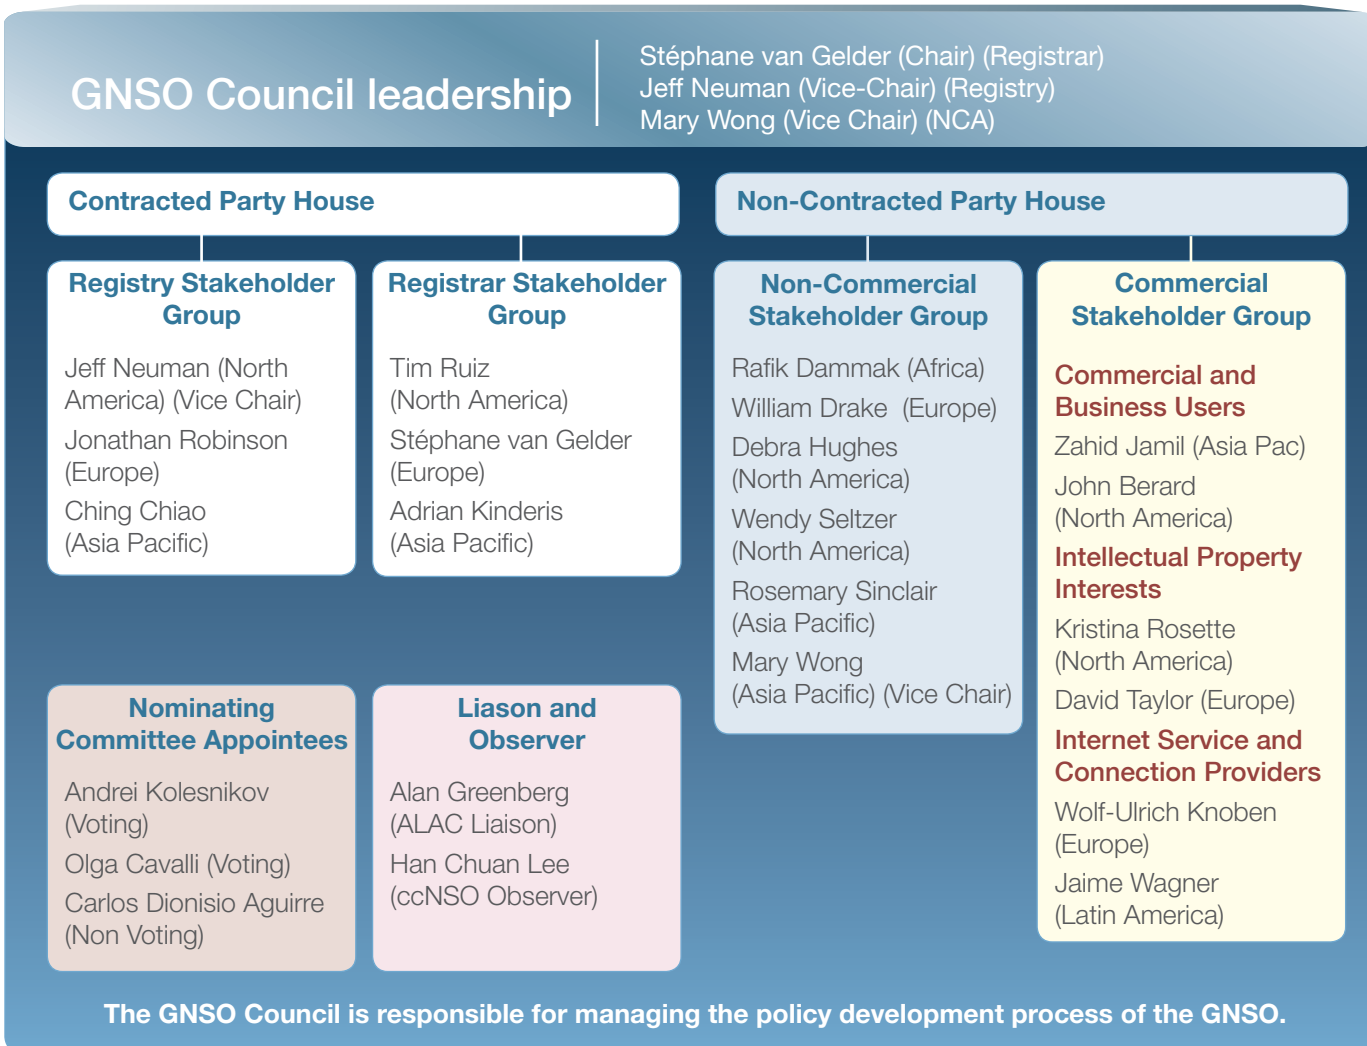 GNSO Council leadership
Stéphane van Gelder (Chair) (Registrar)
Jeff Neuman (Vice-Chair) (Registry)
Mary Wong (Vice Chair) (NCA)
Contracted Party House
Non-Contracted Party House
Registry Stakeholder
Group
Jeff Neuman (North
America) (Vice Chair)
Jonathan Robinson
(Europe)
Ching Chiao
(Asia Pacific)
Registrar Stakeholder
Group
Tim Ruiz
(North America)
Stéphane van Gelder
(Europe)
Adrian Kinderis
(Asia Pacific)
Non-Commercial
Stakeholder Group
Rafik Dammak (Africa)
William Drake (Europe)
Debra Hughes
(North America)
Wendy Seltzer
(North America)
Rosemary Sinclair
(Asia Pacific)
Mary Wong
(Asia Pacific) (Vice Chair)
Commercial
Stakeholder Group
Commercial and
Business Users
Zahid Jamil (Asia Pac)
John Berard
(North America)
Intellectual Property
Interests
Kristina Rosette
(North America)
David Taylor (Europe)
Internet Service and
Connection Providers
Wolf-Ulrich Knoben
(Europe)
Jaime Wagner
(Latin America)
Nominating
Committee Appointees
Andrei Kolesnikov
(Voting)
Olga Cavalli (Voting)
Carlos Dionisio Aguirre
(Non Voting)
Liason and
Observer
Alan Greenberg
(ALAC Liaison)
Han Chuan Lee
(ccNSO Observer)
The GNSO Council is responsible for managing the policy development process of the GNSO.